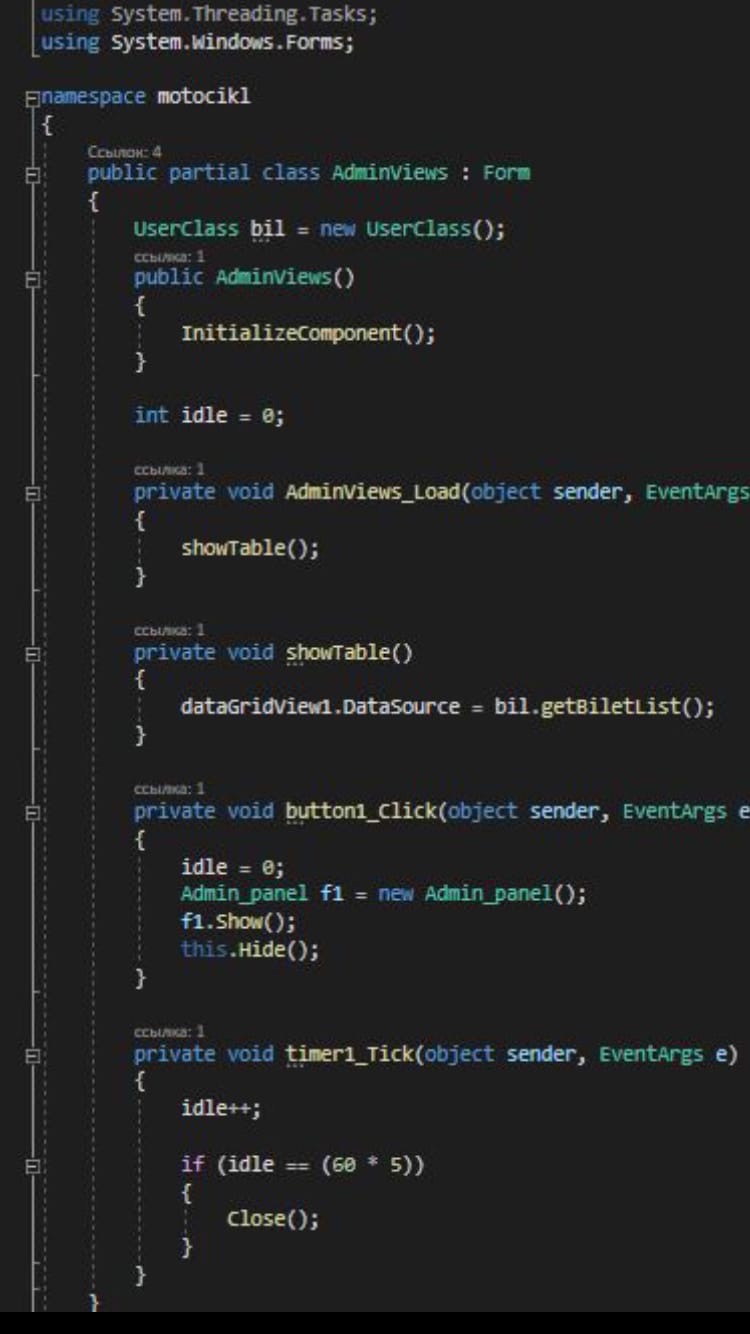 using System.Threading.Tasks;
using System.Windows.Forms;
namespace motocikl
{
Ссылок: 4
public partial class AdminViews : Form
{
UserClass bil = new UserClass();
ссылка: 1
public AdminViews()
{
InitializeComponent();
}
int idle = 0;
ссылка: 1
private void AdminViews_Load(object sender, EventArgs
{
showTable();
}
ссылка: 1
private void showTable()
{
dataGridView1.DataSource = bil.getBiletList();
}
ссылка: 1
private void button1_Click(object sender, EventArgs e
{
idle = 0;
Admin_panel f1 = new Admin_panel();
f1.Show();
this.Hide();
}
ссылка: 1
private void timer1_Tick(object sender, EventArgs e)
{
idle++;
if (idle == (60 * 5))
{
Close();
}
}
}